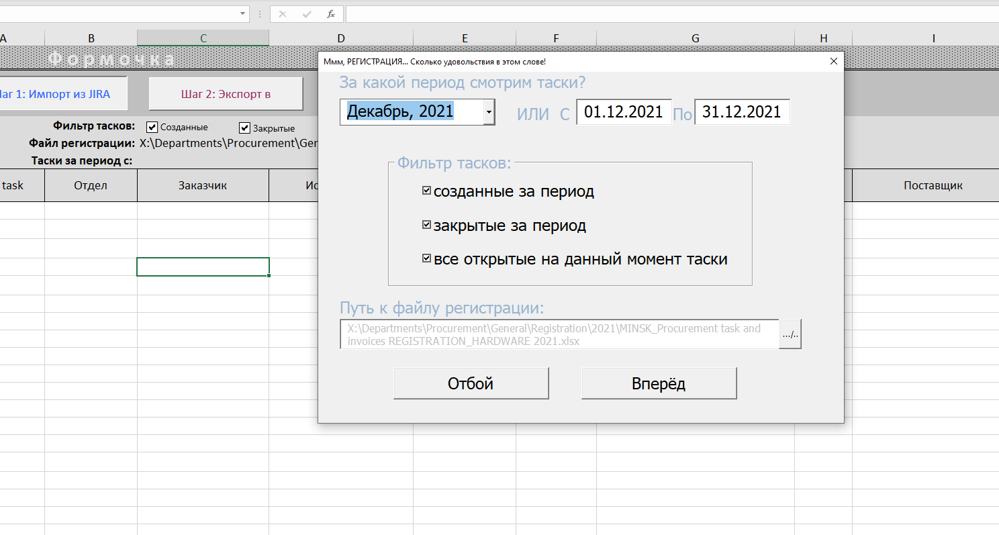 fx
A B C D E F G H I
Формочка
Ммм, РЕГИСТРАЦИЯ... Сколько удовольствия в этом слове!
аг 1: Импорт из JIRA
Шаг 2: Экспорт в
Фильтр тасков: Созданные Закрытые
Файл регистрации: X:\Departments\Procurement\Ger
Таски за период с:
task Отдел Заказчик Ис Поставщик
За какой период смотрим таски?
Декабрь, 2021 ИЛИ С 01.12.2021 По 31.12.2021
Фильтр тасков:
созданные за период
закрытые за период
все открытые на данный момент таски
Путь к файлу регистрации:
X:\Departments\Procurement\General\Registration\2021\MINSK_Procurement task and
invoices REGISTRATION_HARDWARE 2021.xlsx
.../..
Отбой Вперёд